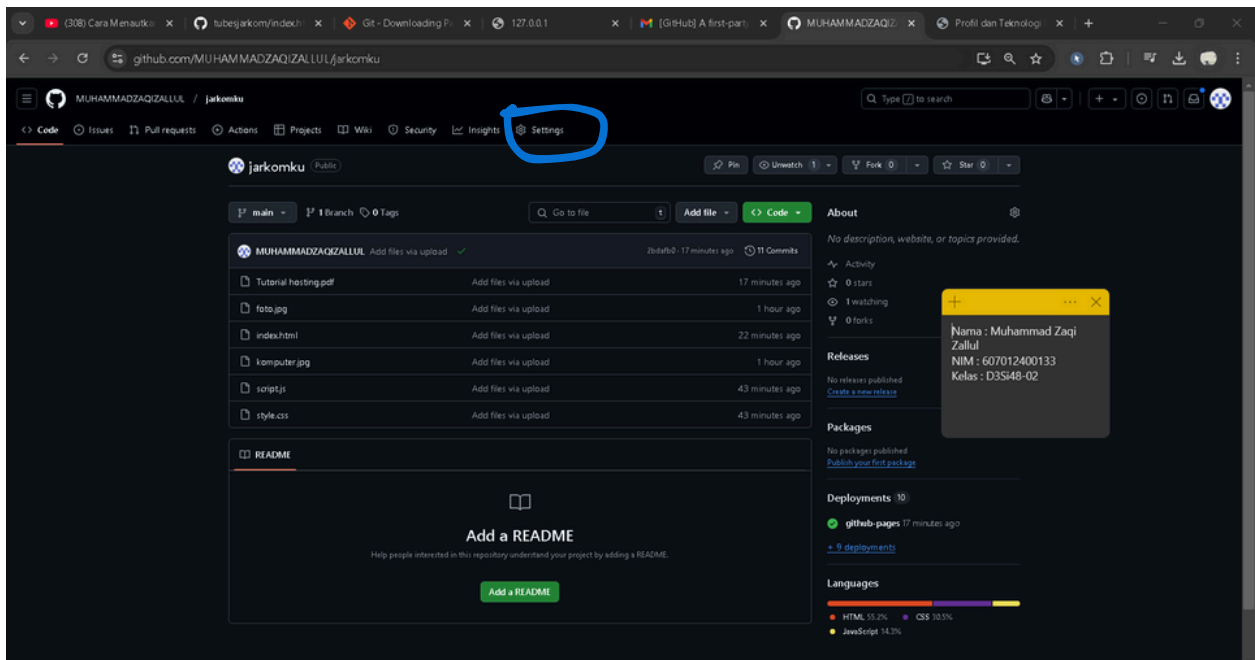 (308) Cara Menautka
tubesjarkom/index.h
Git - Downloading Pa
127.0.0.1
[GitHub] A first-party
MUHAMMADZAQIZ
Profil dan Teknologi
github.com/MUHAMMADZAQIZALLUL/jarkomku
MUHAMMADZAQIZALLUL / jarkomku
Type / to search
Code Issues Pull requests Actions Projects Wiki Security Insights Settings
jarkomku Public
Pin Unwatch 1 Fork 0 Star 0
main 1 Branch 0 Tags Go to file t Add file Code
MUHAMMADZAQIZALLUL Add files via upload 17 minutes ago 11 Commits
Tutorial hosting.pdf Add files via upload 17 minutes ago
foto.jpg Add files via upload 1 hour ago
index.html Add files via upload 22 minutes ago
komputer.jpg Add files via upload 1 hour ago
script.js Add files via upload 43 minutes ago
style.css Add files via upload 43 minutes ago
README
Add a README
Help people interested in this repository understand your project by adding a README.
Add a README
About
No description, website, or topics provided.
Activity
0 stars
1 watching
0 forks
Releases
No releases published
Create a new release
Packages
No packages published
Publish your first package
Deployments 10
github-pages 17 minutes ago
+ 9 deployments
Languages
HTML 55.2% CSS 30.5%
JavaScript 14.3%
Nama : Muhammad Zaqi
Zallul
NIM : 607012400133
Kelas : D3Si48-02